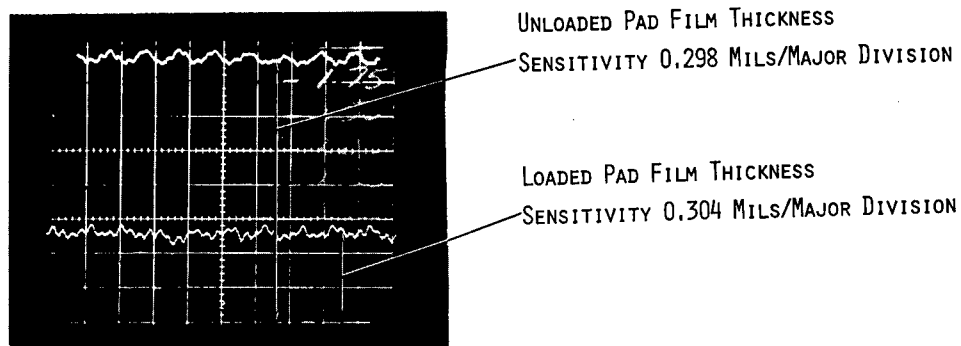 Unloaded Pad Film Thickness
Sensitivity 0.298 Mils/Major Division
Loaded Pad Film Thickness
Sensitivity 0.304 Mils/Major Division